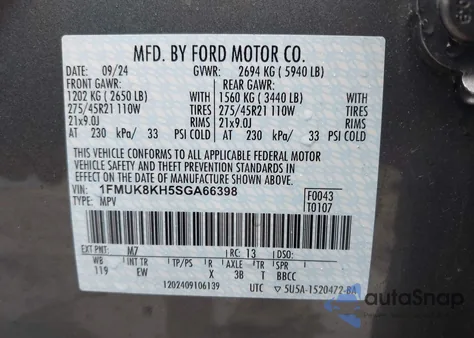 MFD. BY FORD MOTOR CO.
DATE: 09/24 GVWR: 2694 KG ( 5940 LB)
FRONT GAWR: REAR GAWR:
1202 KG ( 2650 LB) WITH 1560 KG ( 3440 LB) WITH
275/45R21 110W TIRES 275/45R21 110W TIRES
21x9.0J RIMS 21x9.0J RIMS
AT 230 kPa/ 33 PSI COLD AT 230 kPa/ 33 PSI COLD
THIS VEHICLE CONFORMS TO ALL APPLICABLE FEDERAL MOTOR
VEHICLE SAFETY AND THEFT PREVENTION STANDARDS IN
EFFECT ON THE DATE OF MANUFACTURE SHOWN ABOVE.
VIN: 1FMUK8KH5SGA66398 F0043
TYPE: MPV T0107
EXT PNT: M7 RC: 13 DSO:
WB INT TR TP/PS R AXLE TR SPR
119 EW X 3B T BBCC
1202409106139 UTC ▽ 5U5A-1520472-BA
autoSnap